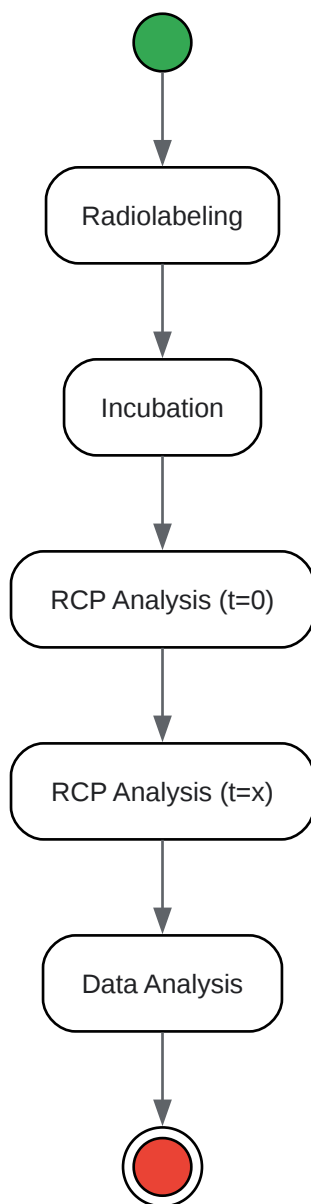 Radiolabeling
Incubation
RCP Analysis (t=0)
RCP Analysis (t=x)
Data Analysis